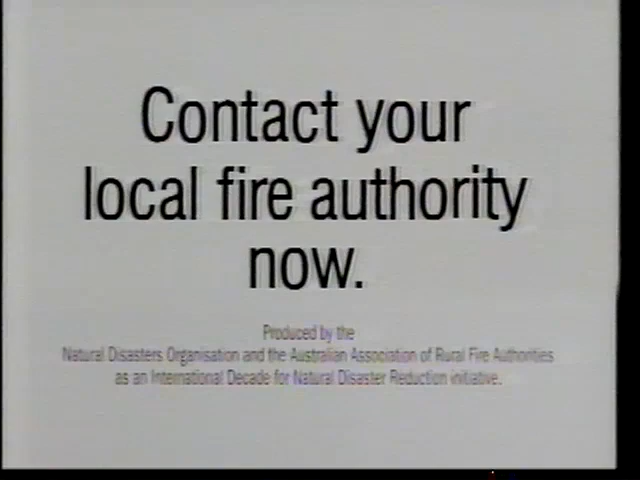 Contact your
local fire authority
now.
Produced by the
Natural Disasters Organisation and the Australian Association of Rural Fire Authorities
as an International Decade for Natural Disaster Reduction initiative.